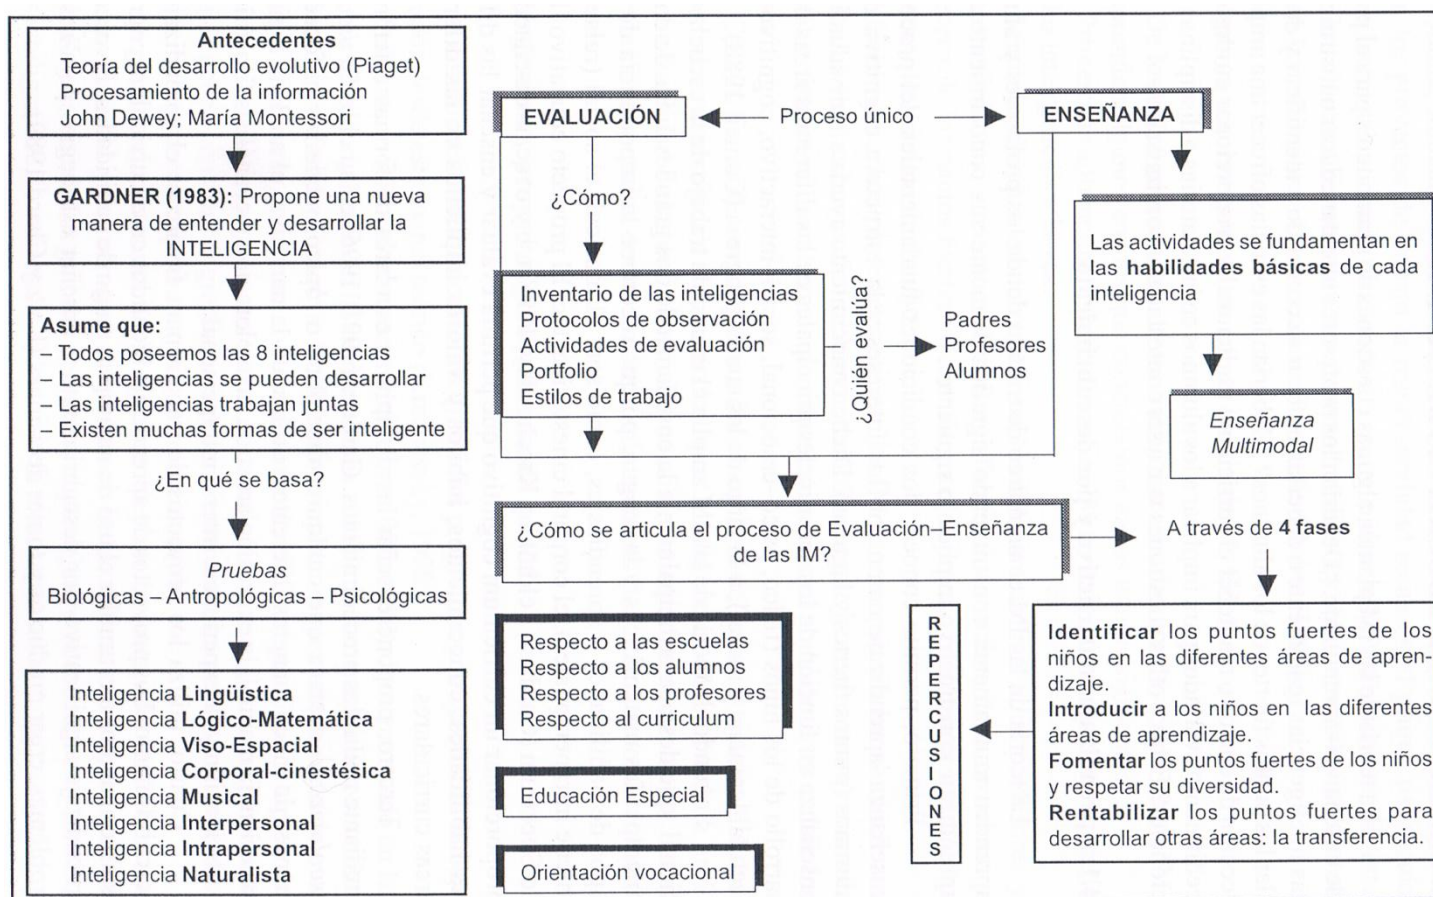 Antecedentes
Teoría del desarrollo evolutivo (Piaget)
Procesamiento de la información
John Dewey; María Montessori
GARDNER (1983): Propone una nueva
manera de entender y desarrollar la
INTELIGENCIA
Asume que:
– Todos poseemos las 8 inteligencias
– Las inteligencias se pueden desarrollar
– Las inteligencias trabajan juntas
– Existen muchas formas de ser inteligente
¿En qué se basa?
Pruebas
Biológicas – Antropológicas – Psicológicas
Inteligencia Lingüística
Inteligencia Lógico-Matemática
Inteligencia Viso-Espacial
Inteligencia Corporal-cinestésica
Inteligencia Musical
Inteligencia Interpersonal
Inteligencia Intrapersonal
Inteligencia Naturalista
EVALUACIÓN
Proceso único
ENSEÑANZA
¿Cómo?
Inventario de las inteligencias
Protocolos de observación
Actividades de evaluación
Portfolio
Estilos de trabajo
¿Quién evalúa?
Padres
Profesores
Alumnos
Las actividades se fundamentan en
las habilidades básicas de cada
inteligencia
Enseñanza
Multimodal
¿Cómo se articula el proceso de Evaluación–Enseñanza
de las IM?
A través de 4 fases
Identificar los puntos fuertes de los
niños en las diferentes áreas de apren-
dizaje.
Introducir a los niños en las diferentes
áreas de aprendizaje.
Fomentar los puntos fuertes de los niños
y respetar su diversidad.
Rentabilizar los puntos fuertes para
desarrollar otras áreas: la transferencia.
REPERCUSIONES
Respecto a las escuelas
Respecto a los alumnos
Respecto a los profesores
Respecto al curriculum
Educación Especial
Orientación vocacional